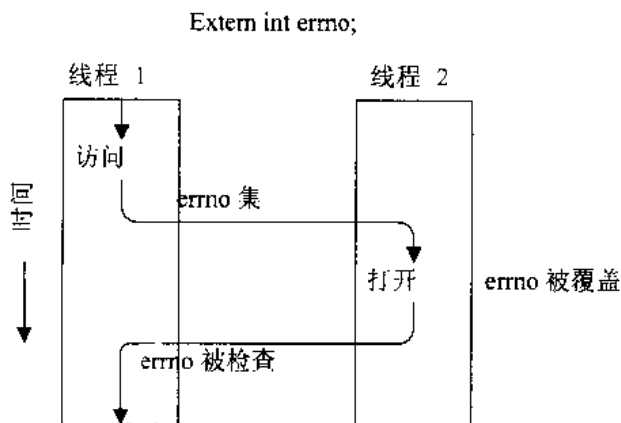 Extern int errno;
线程 1
线程 2
访问
errno 集
时间
打开
errno 被覆盖
errno 被检查